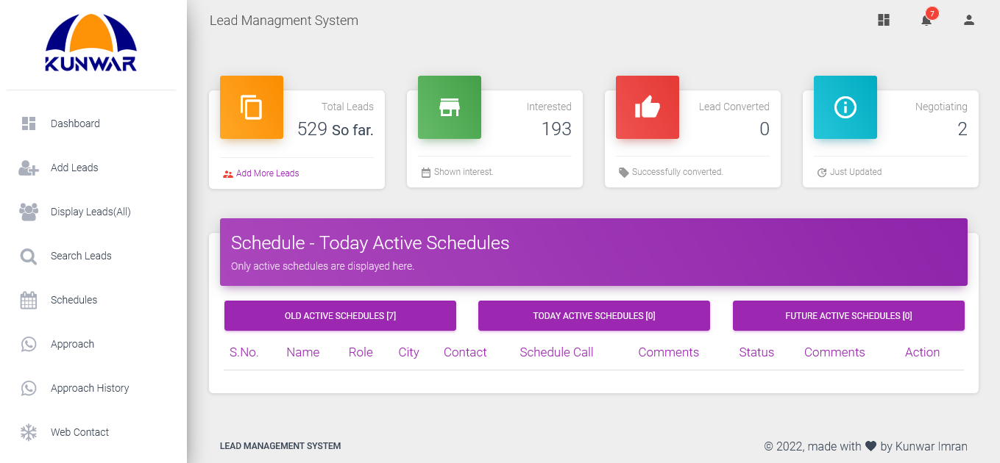 KUNWAR
Dashboard
Add Leads
Display Leads(All)
Search Leads
Schedules
Approach
Approach History
Web Contact
Lead Managment System
7
Total Leads
529 So far.
Add More Leads
Interested
193
Shown interest.
Lead Converted
0
Successfully converted.
Negotiating
2
Just Updated
Schedule - Today Active Schedules
Only active schedules are displayed here.
OLD ACTIVE SCHEDULES [7]
TODAY ACTIVE SCHEDULES [0]
FUTURE ACTIVE SCHEDULES [0]
S.No. Name Role City Contact Schedule Call Comments Status Comments Action
LEAD MANAGEMENT SYSTEM
© 2022, made with ♥ by Kunwar Imran